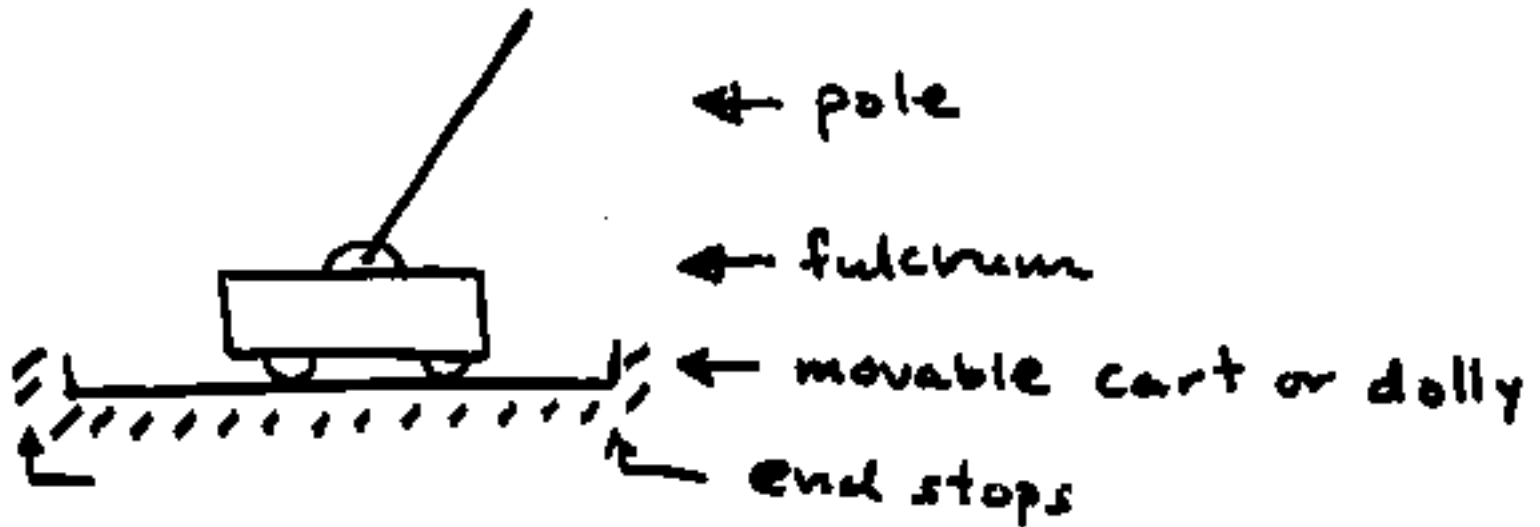 pole
fulcrum
movable cart or dolly
end stops